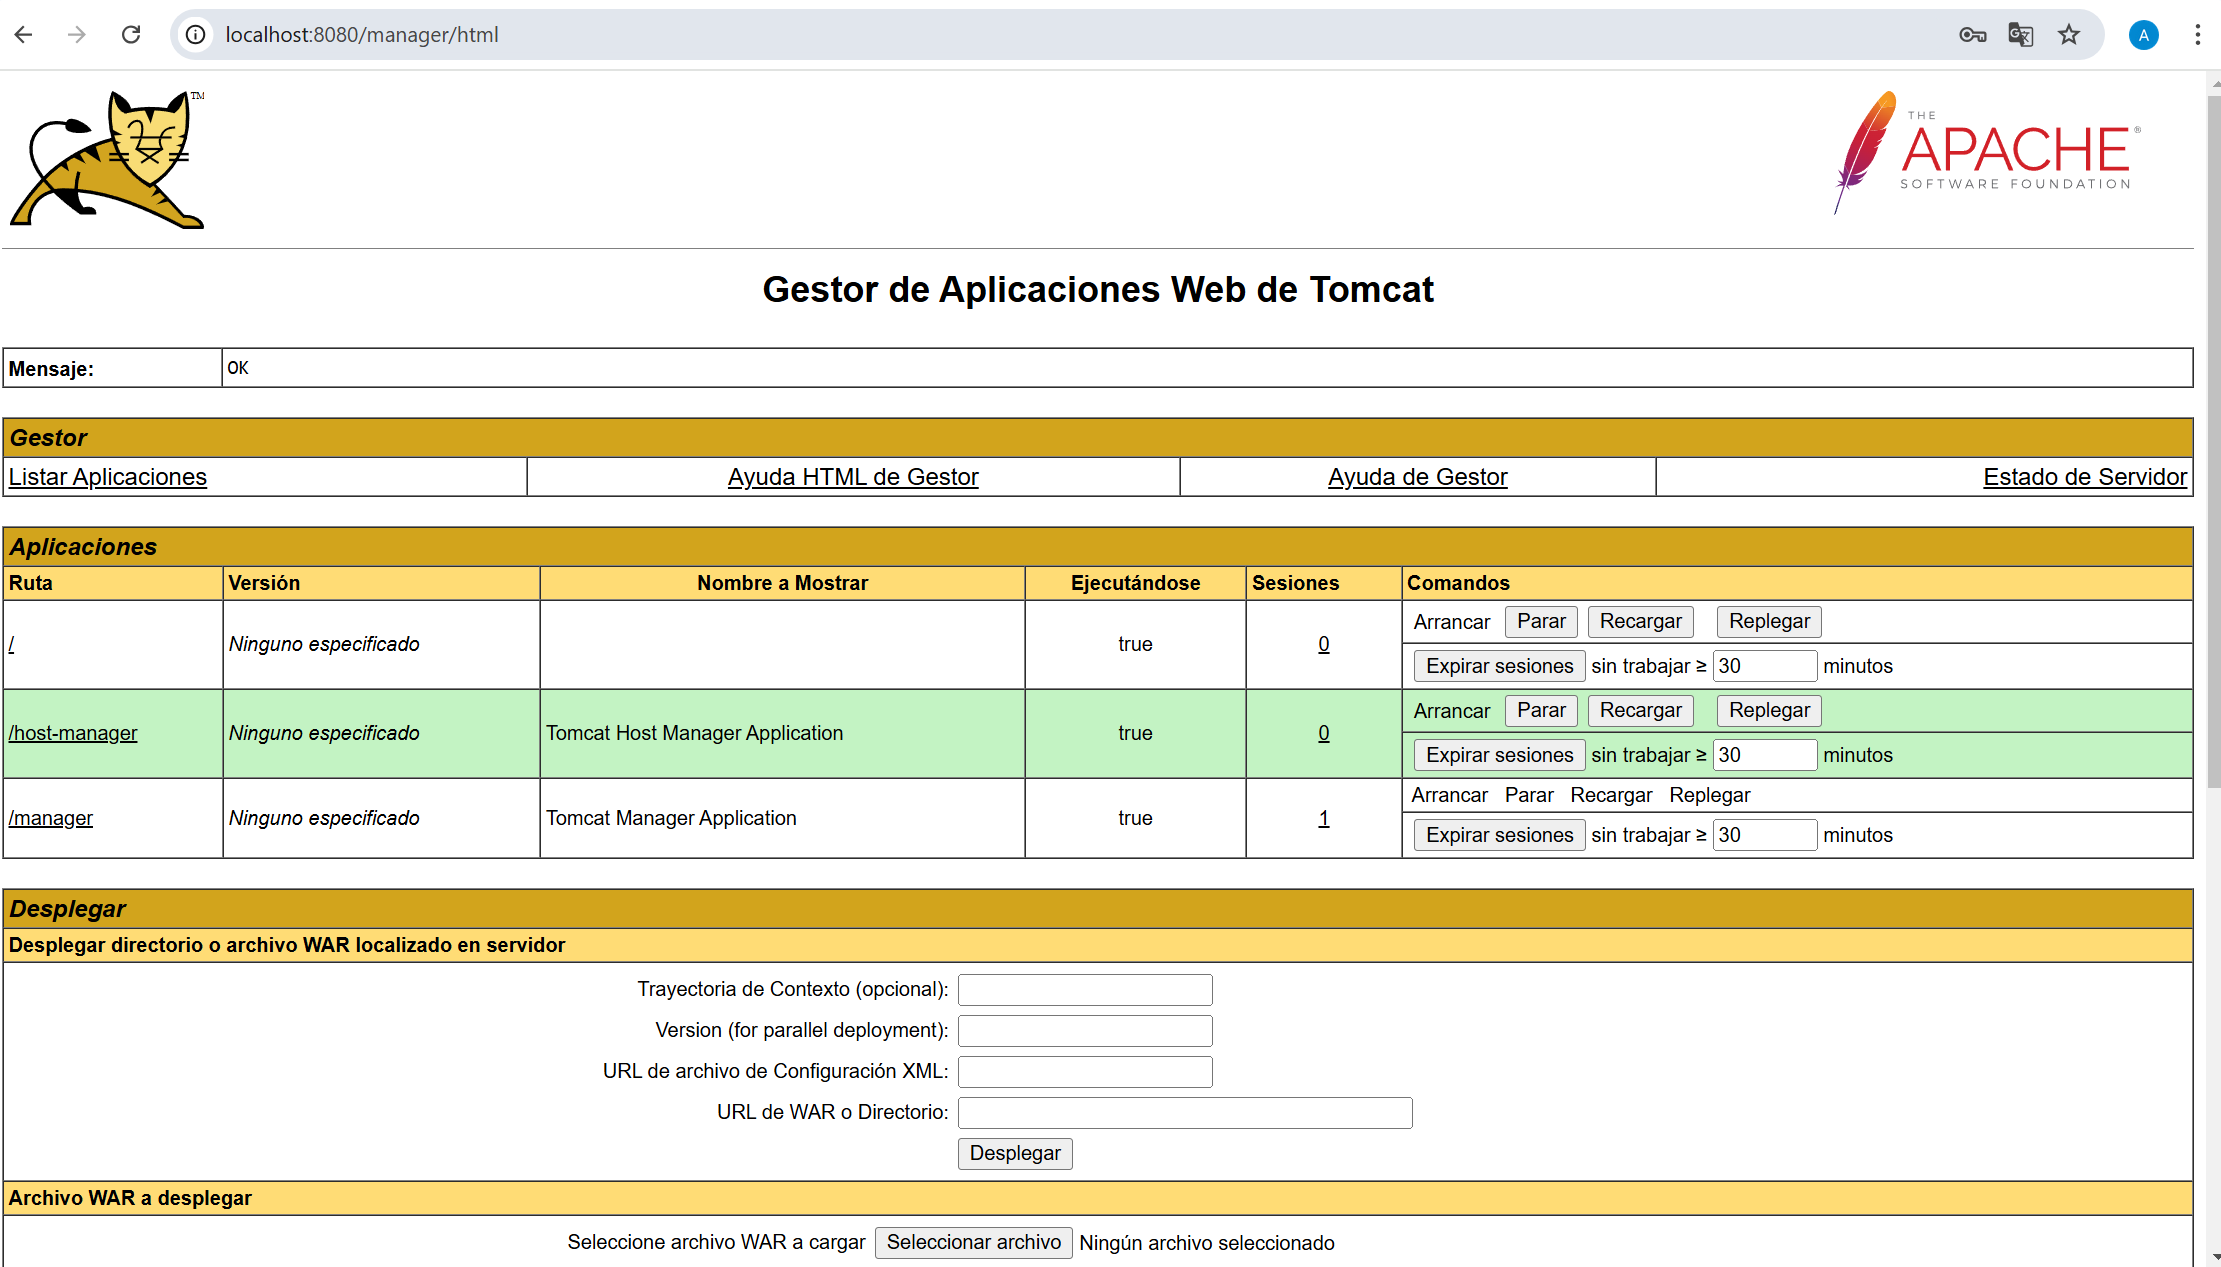 localhost:8080/manager/html
A
TM
THE
APACHE®
SOFTWARE FOUNDATION
Gestor de Aplicaciones Web de Tomcat
Mensaje: OK
Gestor
Listar Aplicaciones Ayuda HTML de Gestor Ayuda de Gestor Estado de Servidor
Aplicaciones
Ruta Versión Nombre a Mostrar Ejecutándose Sesiones Comandos
/ Ninguno especificado true 0 Arrancar Parar Recargar Replegar
Expirar sesiones sin trabajar ≥ 30 minutos
/host-manager Ninguno especificado Tomcat Host Manager Application true 0 Arrancar Parar Recargar Replegar
Expirar sesiones sin trabajar ≥ 30 minutos
/manager Ninguno especificado Tomcat Manager Application true 1 Arrancar Parar Recargar Replegar
Expirar sesiones sin trabajar ≥ 30 minutos
Desplegar
Desplegar directorio o archivo WAR localizado en servidor
Trayectoria de Contexto (opcional):
Version (for parallel deployment):
URL de archivo de Configuración XML:
URL de WAR o Directorio:
Desplegar
Archivo WAR a desplegar
Seleccione archivo WAR a cargar Seleccionar archivo Ningún archivo seleccionado